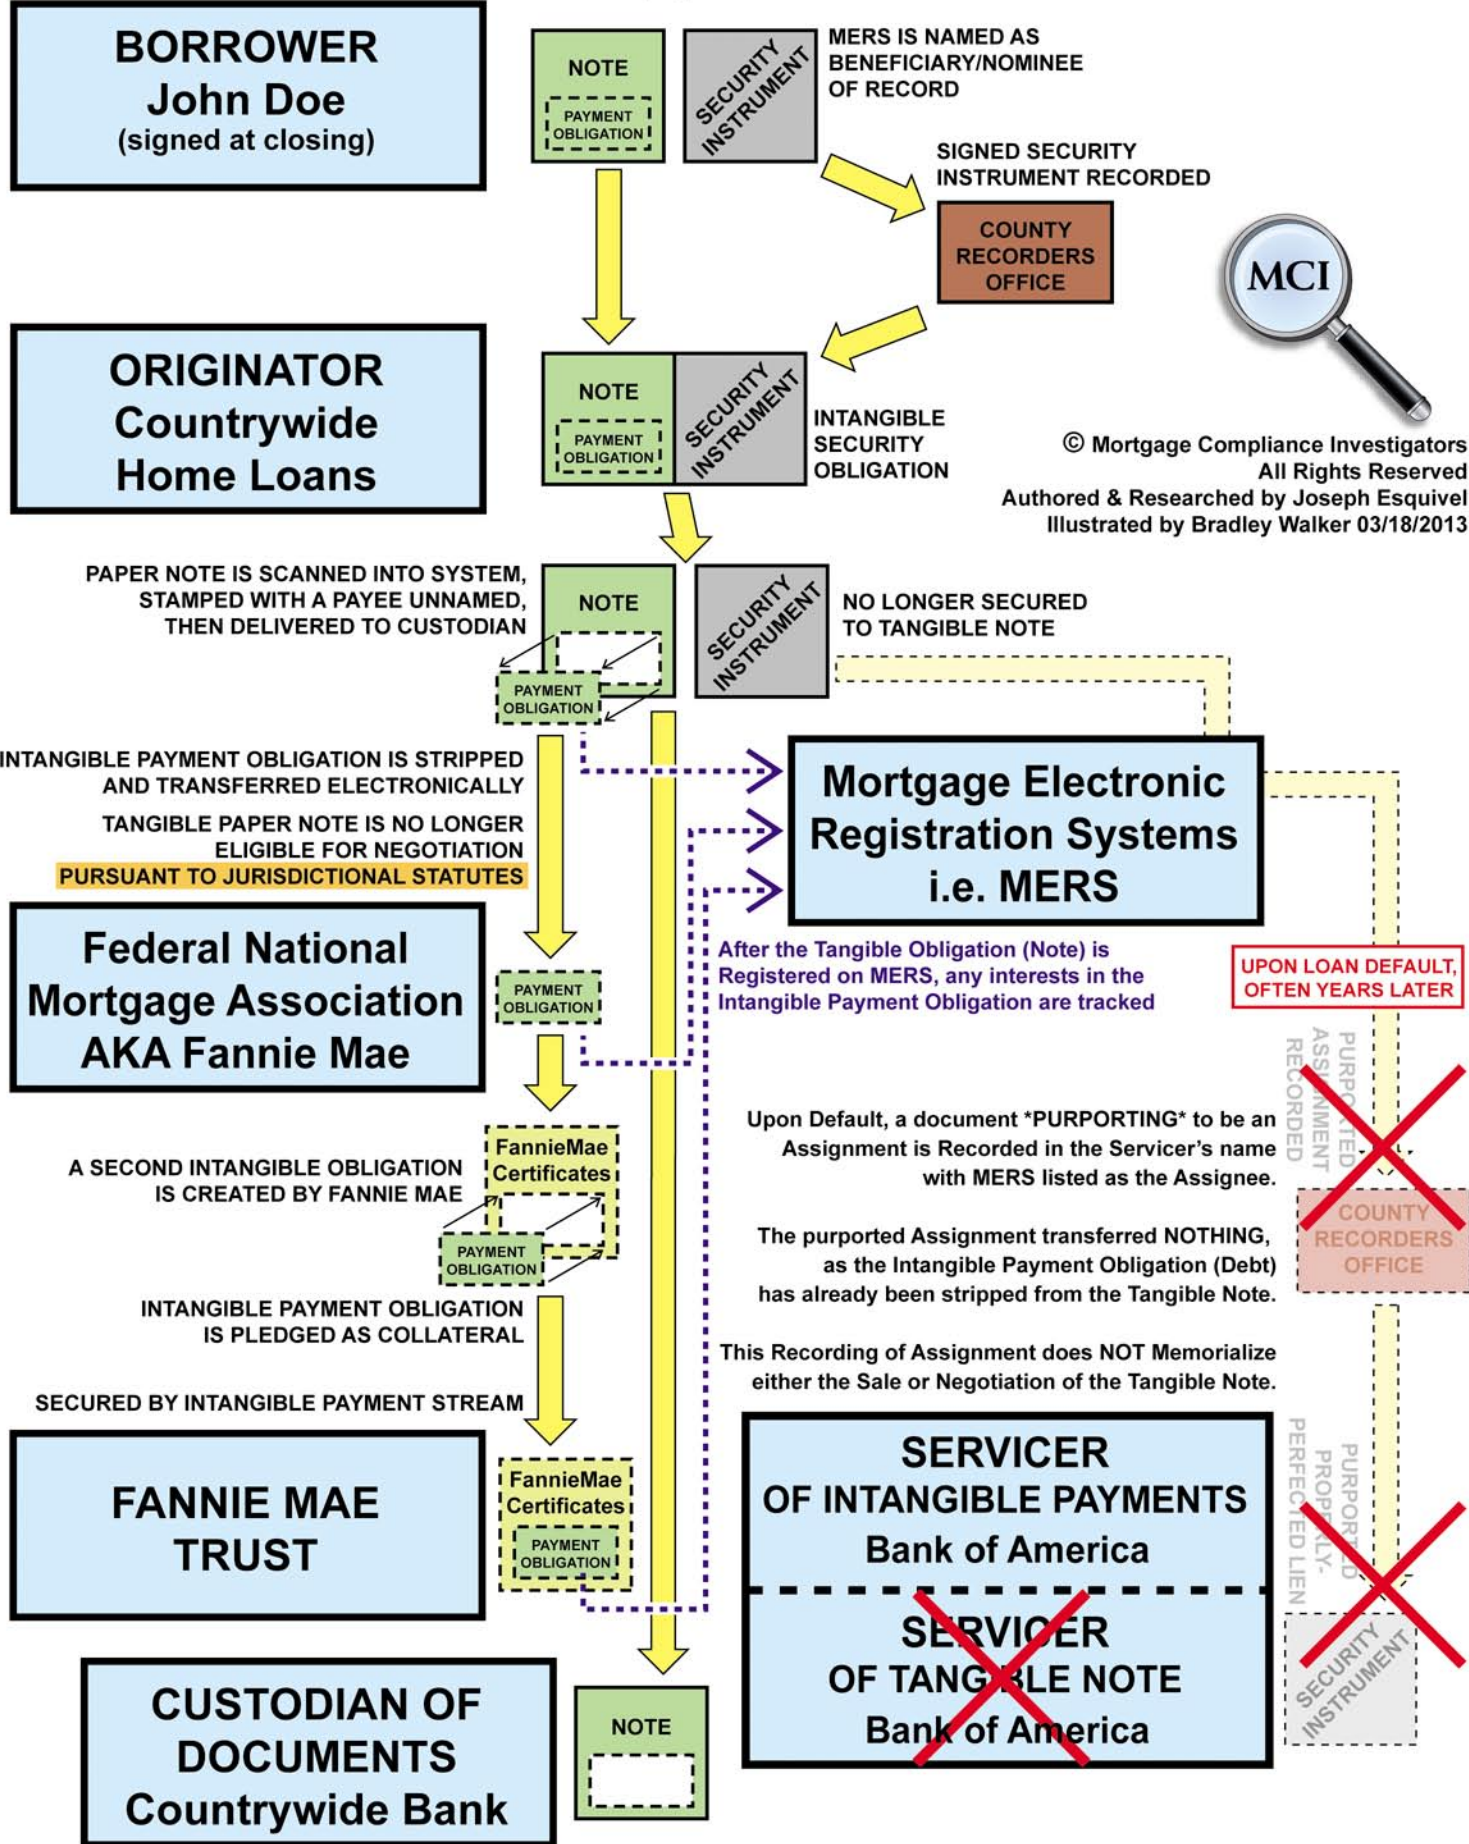 BORROWER
John Doe
(signed at closing)
NOTE
PAYMENT
OBLIGATION
SECURITY
INSTRUMENT
MERS IS NAMED AS
BENEFICIARY/NOMINEE
OF RECORD
SIGNED SECURITY
INSTRUMENT RECORDED
COUNTY
RECORDERS
OFFICE
MCI
© Mortgage Compliance Investigators
All Rights Reserved
Authored & Researched by Joseph Esquivel
Illustrated by Bradley Walker 03/18/2013
ORIGINATOR
Countrywide
Home Loans
NOTE
PAYMENT
OBLIGATION
SECURITY
INSTRUMENT
INTANGIBLE
SECURITY
OBLIGATION
PAPER NOTE IS SCANNED INTO SYSTEM,
STAMPED WITH A PAYEE UNNAMED,
THEN DELIVERED TO CUSTODIAN
NOTE
PAYMENT
OBLIGATION
SECURITY
INSTRUMENT
NO LONGER SECURED
TO TANGIBLE NOTE
INTANGIBLE PAYMENT OBLIGATION IS STRIPPED
AND TRANSFERRED ELECTRONICALLY
TANGIBLE PAPER NOTE IS NO LONGER
ELIGIBLE FOR NEGOTIATION
PURSUANT TO JURISDICTIONAL STATUTES
Mortgage Electronic
Registration Systems
i.e. MERS
Federal National
Mortgage Association
AKA Fannie Mae
PAYMENT
OBLIGATION
After the Tangible Obligation (Note) is
Registered on MERS, any interests in the
Intangible Payment Obligation are tracked
UPON LOAN DEFAULT,
OFTEN YEARS LATER
PURPORTED
ASSIGNMENT
RECORDED
COUNTY
RECORDERS
OFFICE
A SECOND INTANGIBLE OBLIGATION
IS CREATED BY FANNIE MAE
FannieMae
Certificates
PAYMENT
OBLIGATION
Upon Default, a document *PURPORTING* to be an
Assignment is Recorded in the Servicer's name
with MERS listed as the Assignee.
The purported Assignment transferred NOTHING,
as the Intangible Payment Obligation (Debt)
has already been stripped from the Tangible Note.
This Recording of Assignment does NOT Memorialize
either the Sale or Negotiation of the Tangible Note.
INTANGIBLE PAYMENT OBLIGATION
IS PLEDGED AS COLLATERAL
SECURED BY INTANGIBLE PAYMENT STREAM
FANNIE MAE
TRUST
FannieMae
Certificates
PAYMENT
OBLIGATION
SERVICER
OF INTANGIBLE PAYMENTS
Bank of America
SERVICER
OF TANGIBLE NOTE
Bank of America
PURPORTED
PROPERLY-
PERFECTED LIEN
SECURITY
INSTRUMENT
CUSTODIAN OF
DOCUMENTS
Countrywide Bank
NOTE